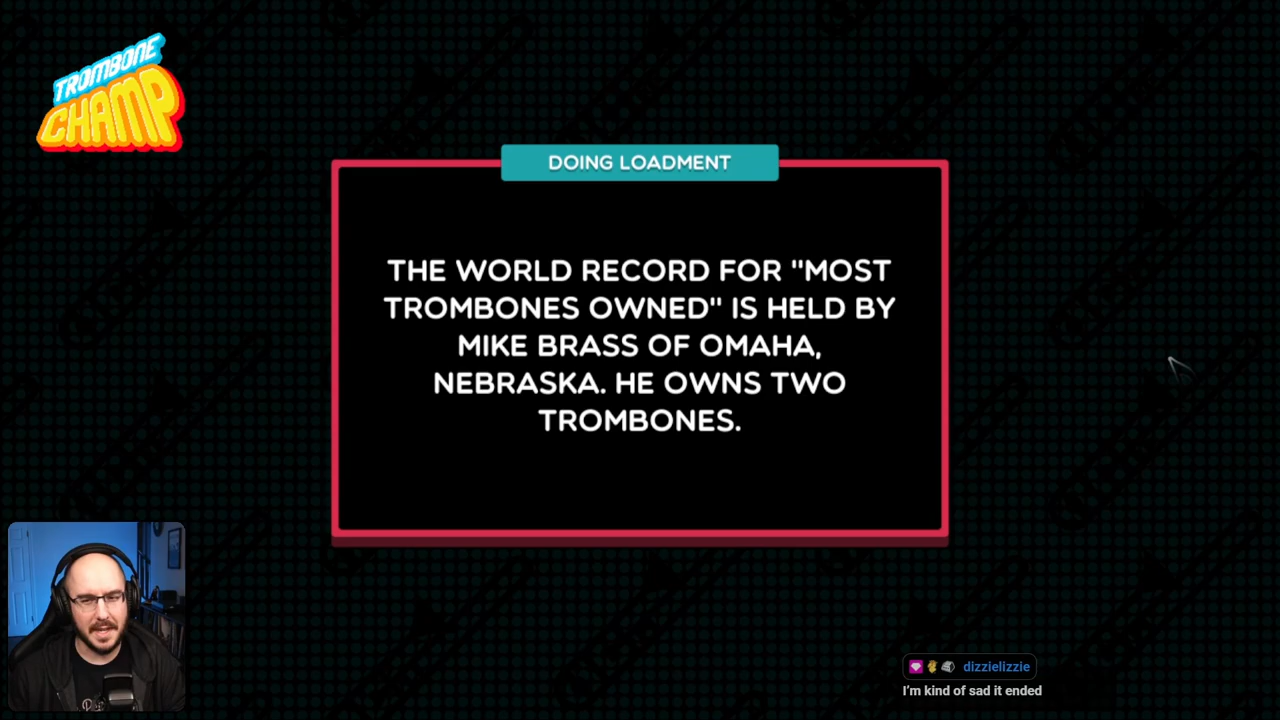 TROMBONE
CHAMP
DOING LOADMENT
THE WORLD RECORD FOR "MOST
TROMBONES OWNED" IS HELD BY
MIKE BRASS OF OMAHA,
NEBRASKA. HE OWNS TWO
TROMBONES.
dizzielizzie
I'm kind of sad it ended